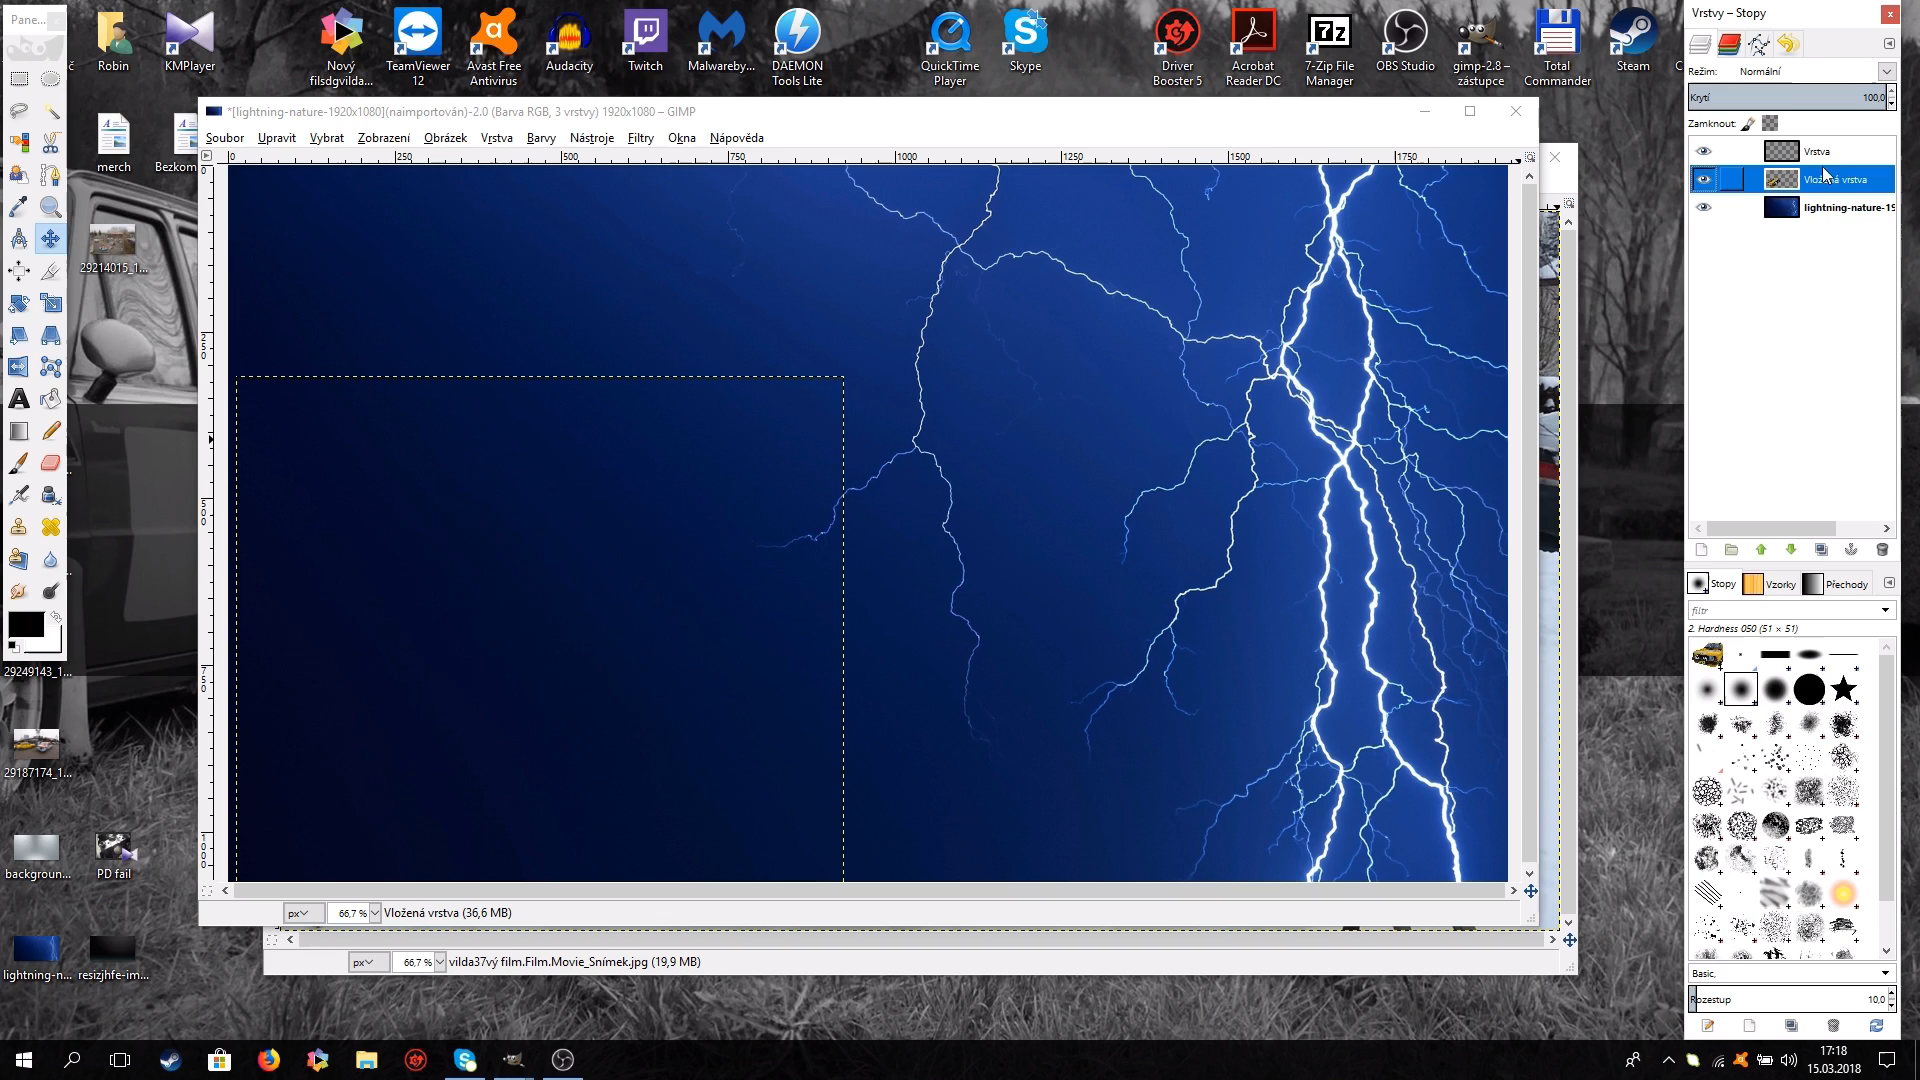 Pane...
Robin
KMPlayer
Nový
filsdgvilda...
TeamViewer
12
Avast Free
Antivirus
Audacity
Twitch
Malwareby...
DAEMON
Tools Lite
QuickTime
Player
Skype
Driver
Booster 5
Acrobat
Reader DC
7-Zip File
Manager
OBS Studio
gimp-2.8 –
zástupce
Total
Commander
Steam
merch
Bezkom
29214015_1...
29249143_1...
29187174_1...
backgroun...
PD fail
lightning-n...
resizjhfe-im...
*[lightning-nature-1920x1080](naimportován)-2.0 (Barva RGB, 3 vrstvy) 1920x1080 – GIMP
Soubor Upravit Vybrat Zobrazení Obrázek Vrstva Barvy Nástroje Filtry Okna Nápověda
0 250 500 750 1000 1250 1500 1750
0
250
500
750
1000
px 66,7 % Vložená vrstva (36,6 MB)
px 66,7 % vilda37vý film.Film.Movie_Snímek.jpg (19,9 MB)
Vrstvy – Stopy
Režim: Normální
Krytí 100,0
Zamknout:
Vrstva
Vložená vrstva
lightning-nature-19
Stopy Vzorky Přechody
filtr
2. Hardness 050 (51 × 51)
Basic,
Rozestup 10,0
17:18
15.03.2018